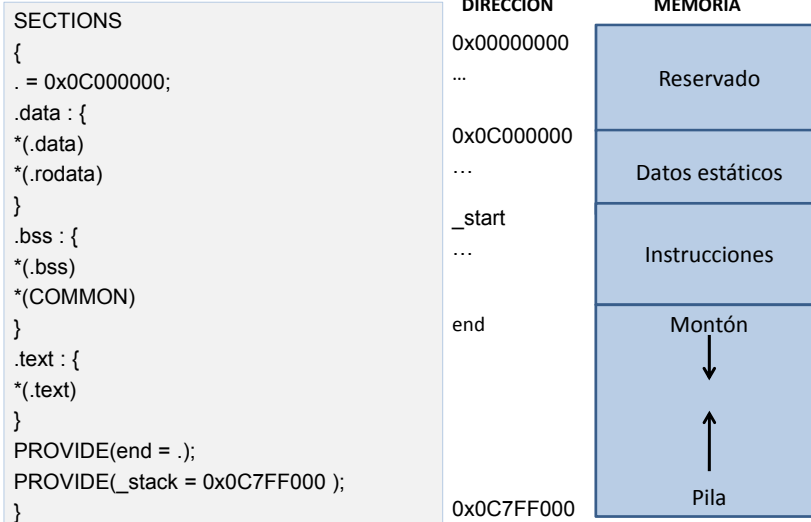 SECTIONS
{
. = 0x0C000000;
.data : {
*(.data)
*(.rodata)
}
.bss : {
*(.bss)
*(COMMON)
}
.text : {
*(.text)
}
PROVIDE(end = .);
PROVIDE(_stack = 0x0C7FF000 );
}
DIRECCIÓN
0x00000000
...
0x0C000000
...
_start
...
end
0x0C7FF000
MEMORIA
Reservado
Datos estáticos
Instrucciones
Montón
Pila